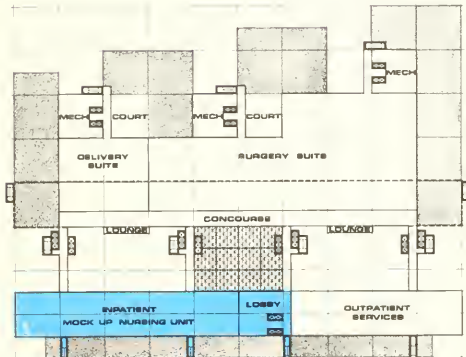 MECH
MECH COURT MECH COURT
DELIVERY SUITE
SURGERY SUITE
CONCOURSE
LOUNGE LOUNGE
INPATIENT LOBBY OUTPATIENT SERVICES
MOCK UP NURSING UNIT